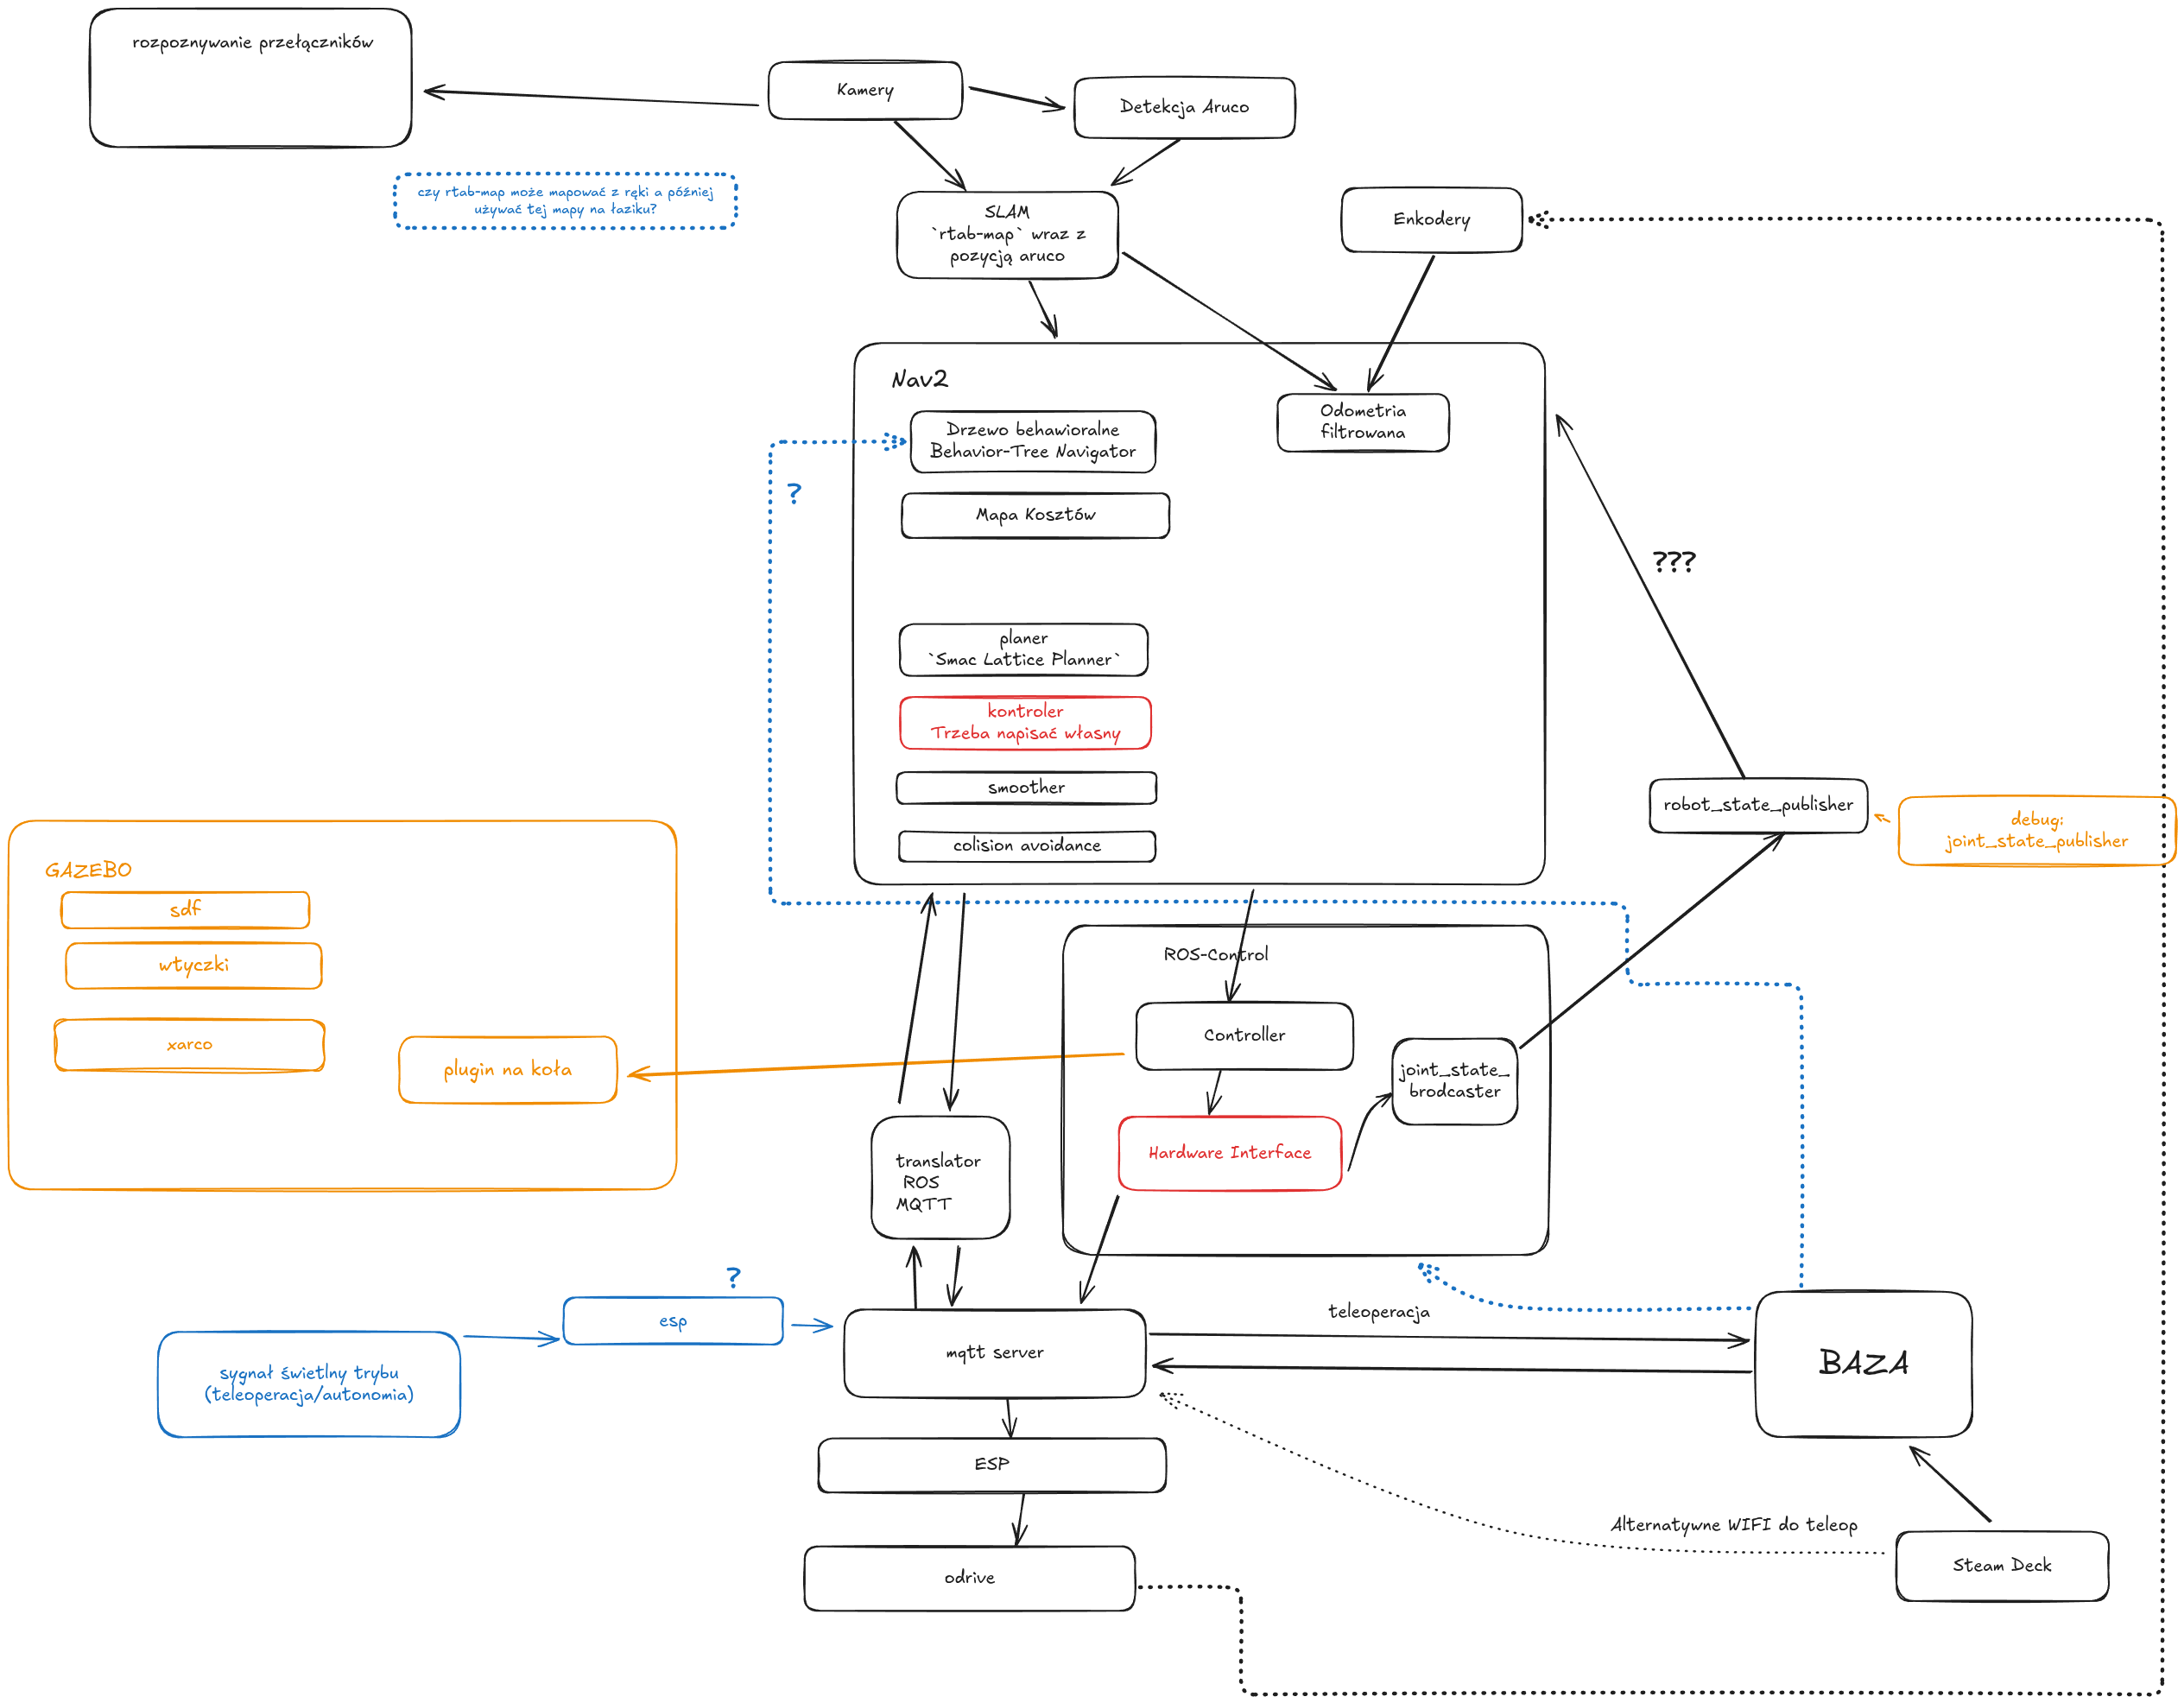 rozpoznywanie przełączników
Kamery
Detekcja Aruco
czy rtab-map może mapować z ręki a później
używać tej mapy na łaziku?
SLAM
`rtab-map` wraz z
pozycją aruco
Enkodery
Nav2
Odometria
filtrowana
Drzewo behawioralne
Behavior-Tree Navigator
?
Mapa Kosztów
???
planer
`Smac Lattice Planner`
kontroler
Trzeba napisać własny
smoother
colision avoidance
robot_state_publisher
debug:
joint_state_publisher
GAZEBO
sdf
wtyczki
xarco
plugin na koła
ROS-Control
Controller
joint_state_
brodcaster
Hardware Interface
translator
ROS
MQTT
?
esp
sygnał świetlny trybu
(teleoperacja/autonomia)
mqtt server
teleoperacja
BAZA
ESP
odrive
Alternatywne WIFI do teleop
Steam Deck